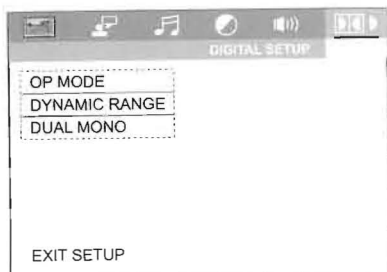 DIGITAL SETUP
OP MODE
DYNAMIC RANGE
DUAL MONO
EXIT SETUP